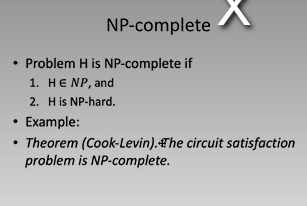 NP-complete
X
• Problem H is NP-complete if
1. H ∈ NP, and
2. H is NP-hard.
• Example:
• Theorem (Cook-Levin). The circuit satisfaction
problem is NP-complete.